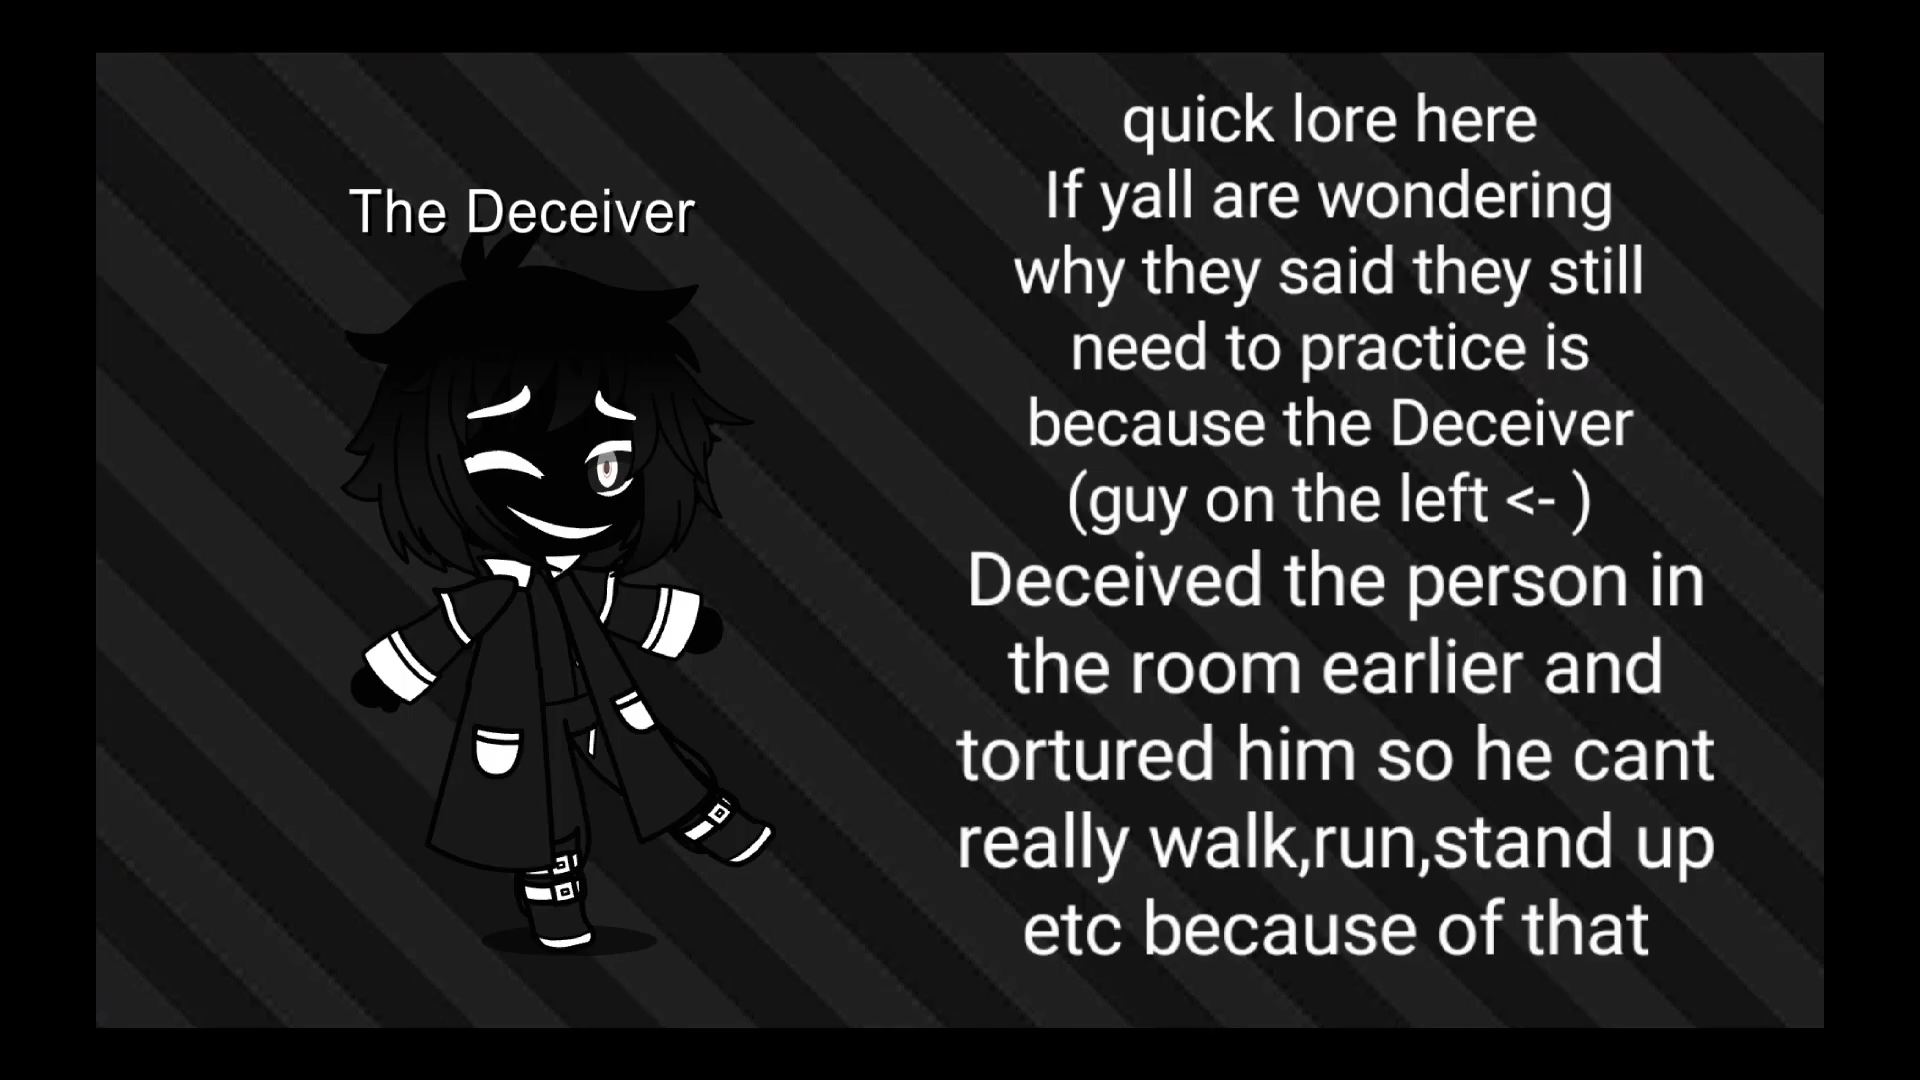 The Deceiver
quick lore here
If yall are wondering
why they said they still
need to practice is
because the Deceiver
(guy on the left <- )
Deceived the person in
the room earlier and
tortured him so he cant
really walk,run,stand up
etc because of that